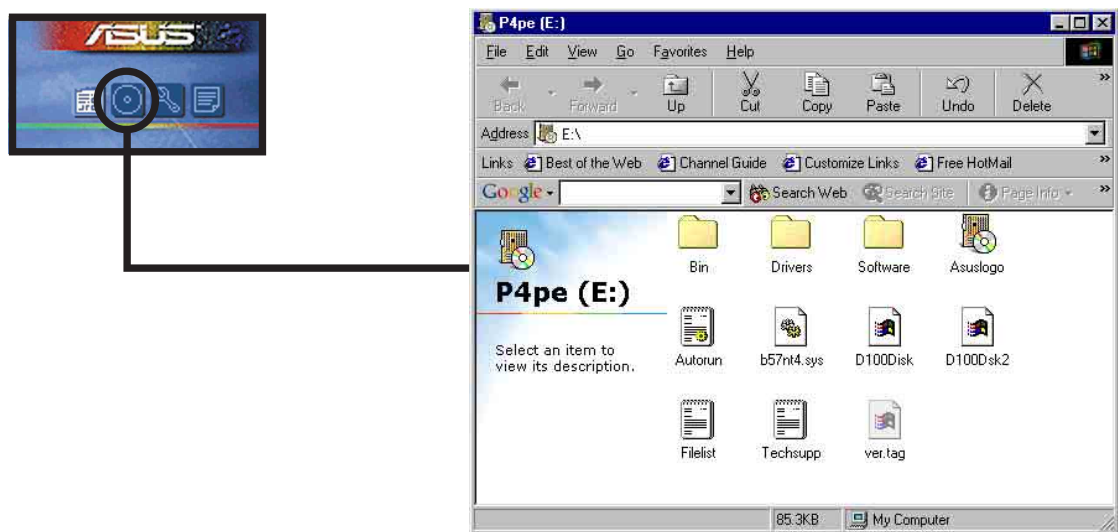 ASUS
P4pe (E:)
File Edit View Go Favorites Help
Back Forward Up Cut Copy Paste Undo Delete »
Address E:\
Links Best of the Web Channel Guide Customize Links Free HotMail »
Google Search Web Search Site Page Info »
P4pe (E:)
Select an item to
view its description.
Bin Drivers Software Asuslogo
Autorun b57nt4.sys D100Disk D100Dsk2
Filelist Techsupp ver.tag
85.3KB My Computer